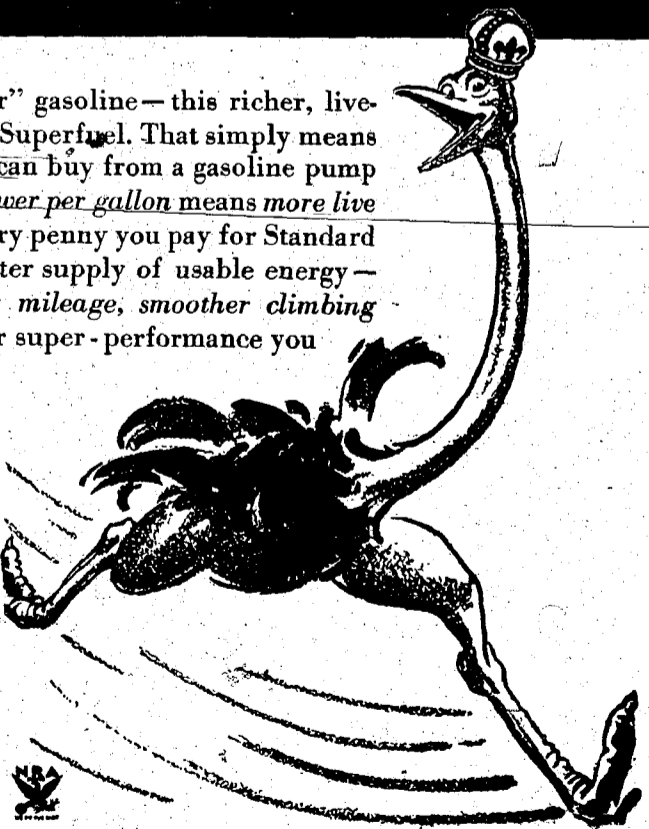 r” gasoline—this richer, live-
Superfuel. That simply means
can buy from a gasoline pump
wer per gallon means more live
ry penny you pay for Standard
ter supply of usable energy—
mileage, smoother climbing
r super-performance you
NRA